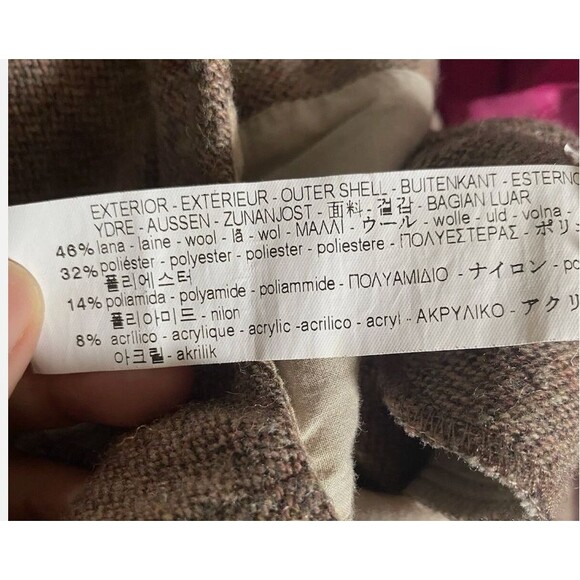 EXTERIOR - EXTÉRIEUR - OUTER SHELL - BUITENKANT - ESTERNO
YDRE - AUSSEN - ZUNANJOST - 面料 - 겉감 - BAGIAN LUAR
46% lana - laine - wool - lã - wol - ΜΑΛΛΙ - ウール - wolle - uld - volna -
32% poliéster - polyester - poliester - poliestere - ΠΟΛΥΕΣΤΕΡΑΣ - ポリ
폴리에스터
14% poliamida - polyamide - poliammide - ΠΟΛΥΑΜΙΔΙΟ - ナイロン - po
폴리아미드 - nilon
8% acrílico - acrylique - acrylic - acrilico - acryl - ΑΚΡΥΛΙΚΟ - アクリ
아크릴 - akrilik